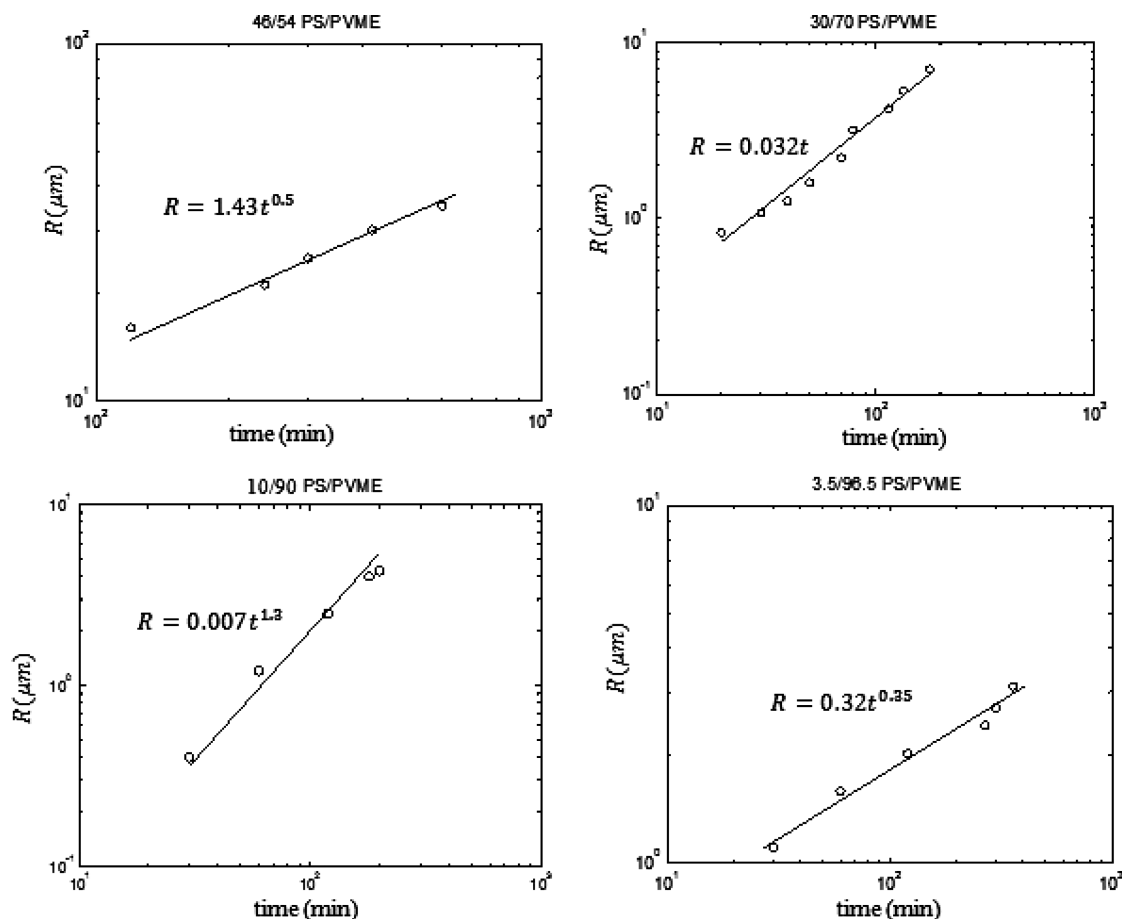 46/54 PS/PVME
10²
R (μm)
R = 1.43t^0.5
10¹
10² 10³
time (min)
30/70 PS/PVME
10¹
R = 0.032t
10⁰
R (μm)
10⁻¹
10¹ 10² 10³
time (min)
10/90 PS/PVME
10¹
R = 0.007t^1.3
10⁰
R (μm)
10⁻¹
10¹ 10² 10³
time (min)
3.5/96.5 PS/PVME
10¹
R (μm)
R = 0.32t^0.35
10⁰
10¹ 10² 10³
time (min)